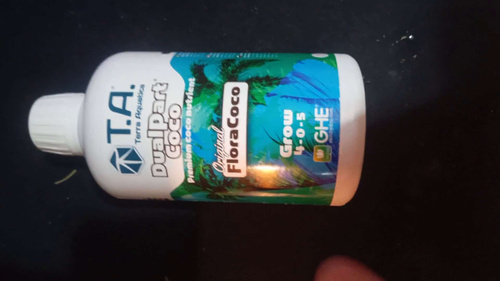 T.A.
Terra Aquatica
DualPart®
Coco
Premium coco nutrient
Original
FloraCoco
Grow
4-0-5
GHE